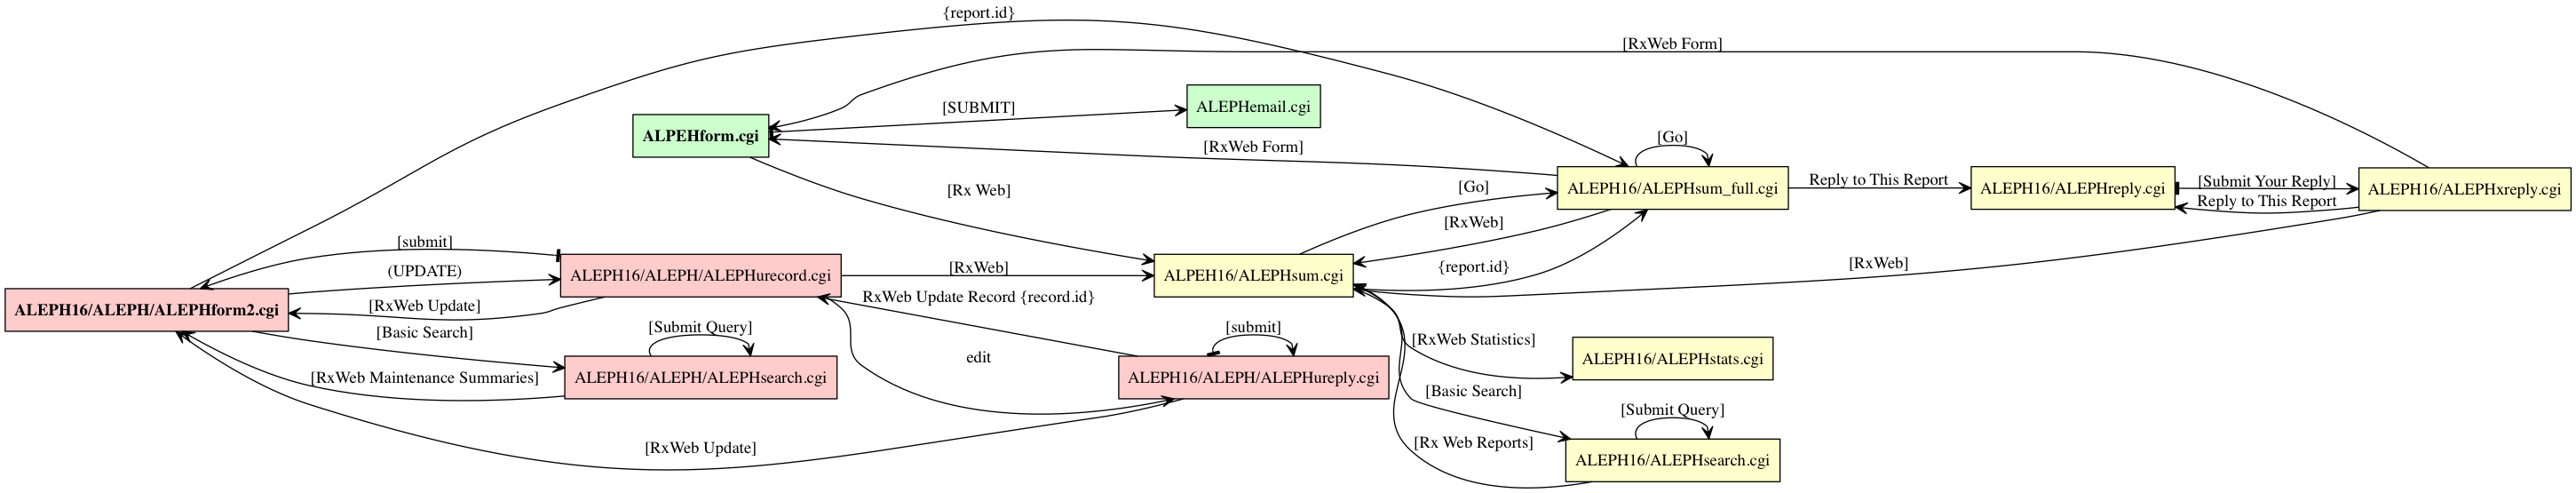 {report.id}
[RxWeb Form]
ALEPHemail.cgi
[SUBMIT]
ALPEHform.cgi
[Go]
[RxWeb Form]
[Rx Web]
[Go]
ALEPH16/ALEPHsum_full.cgi
Reply to This Report
ALEPH16/ALEPHreply.cgi
[Submit Your Reply]
ALEPH16/ALEPHxreply.cgi
Reply to This Report
[RxWeb]
[submit]
(UPDATE)
ALEPH16/ALEPH/ALEPHurecord.cgi
[RxWeb]
ALPEH16/ALEPHsum.cgi
{report.id}
[RxWeb]
ALEPH16/ALEPH/ALEPHform2.cgi
[RxWeb Update]
RxWeb Update Record {record.id}
[Basic Search]
[Submit Query]
[submit]
[RxWeb Statistics]
ALEPH16/ALEPHstats.cgi
edit
[RxWeb Maintenance Summaries]
ALEPH16/ALEPH/ALEPHsearch.cgi
ALEPH16/ALEPH/ALEPHureply.cgi
[Basic Search]
[Submit Query]
[RxWeb Update]
[Rx Web Reports]
ALEPH16/ALEPHsearch.cgi